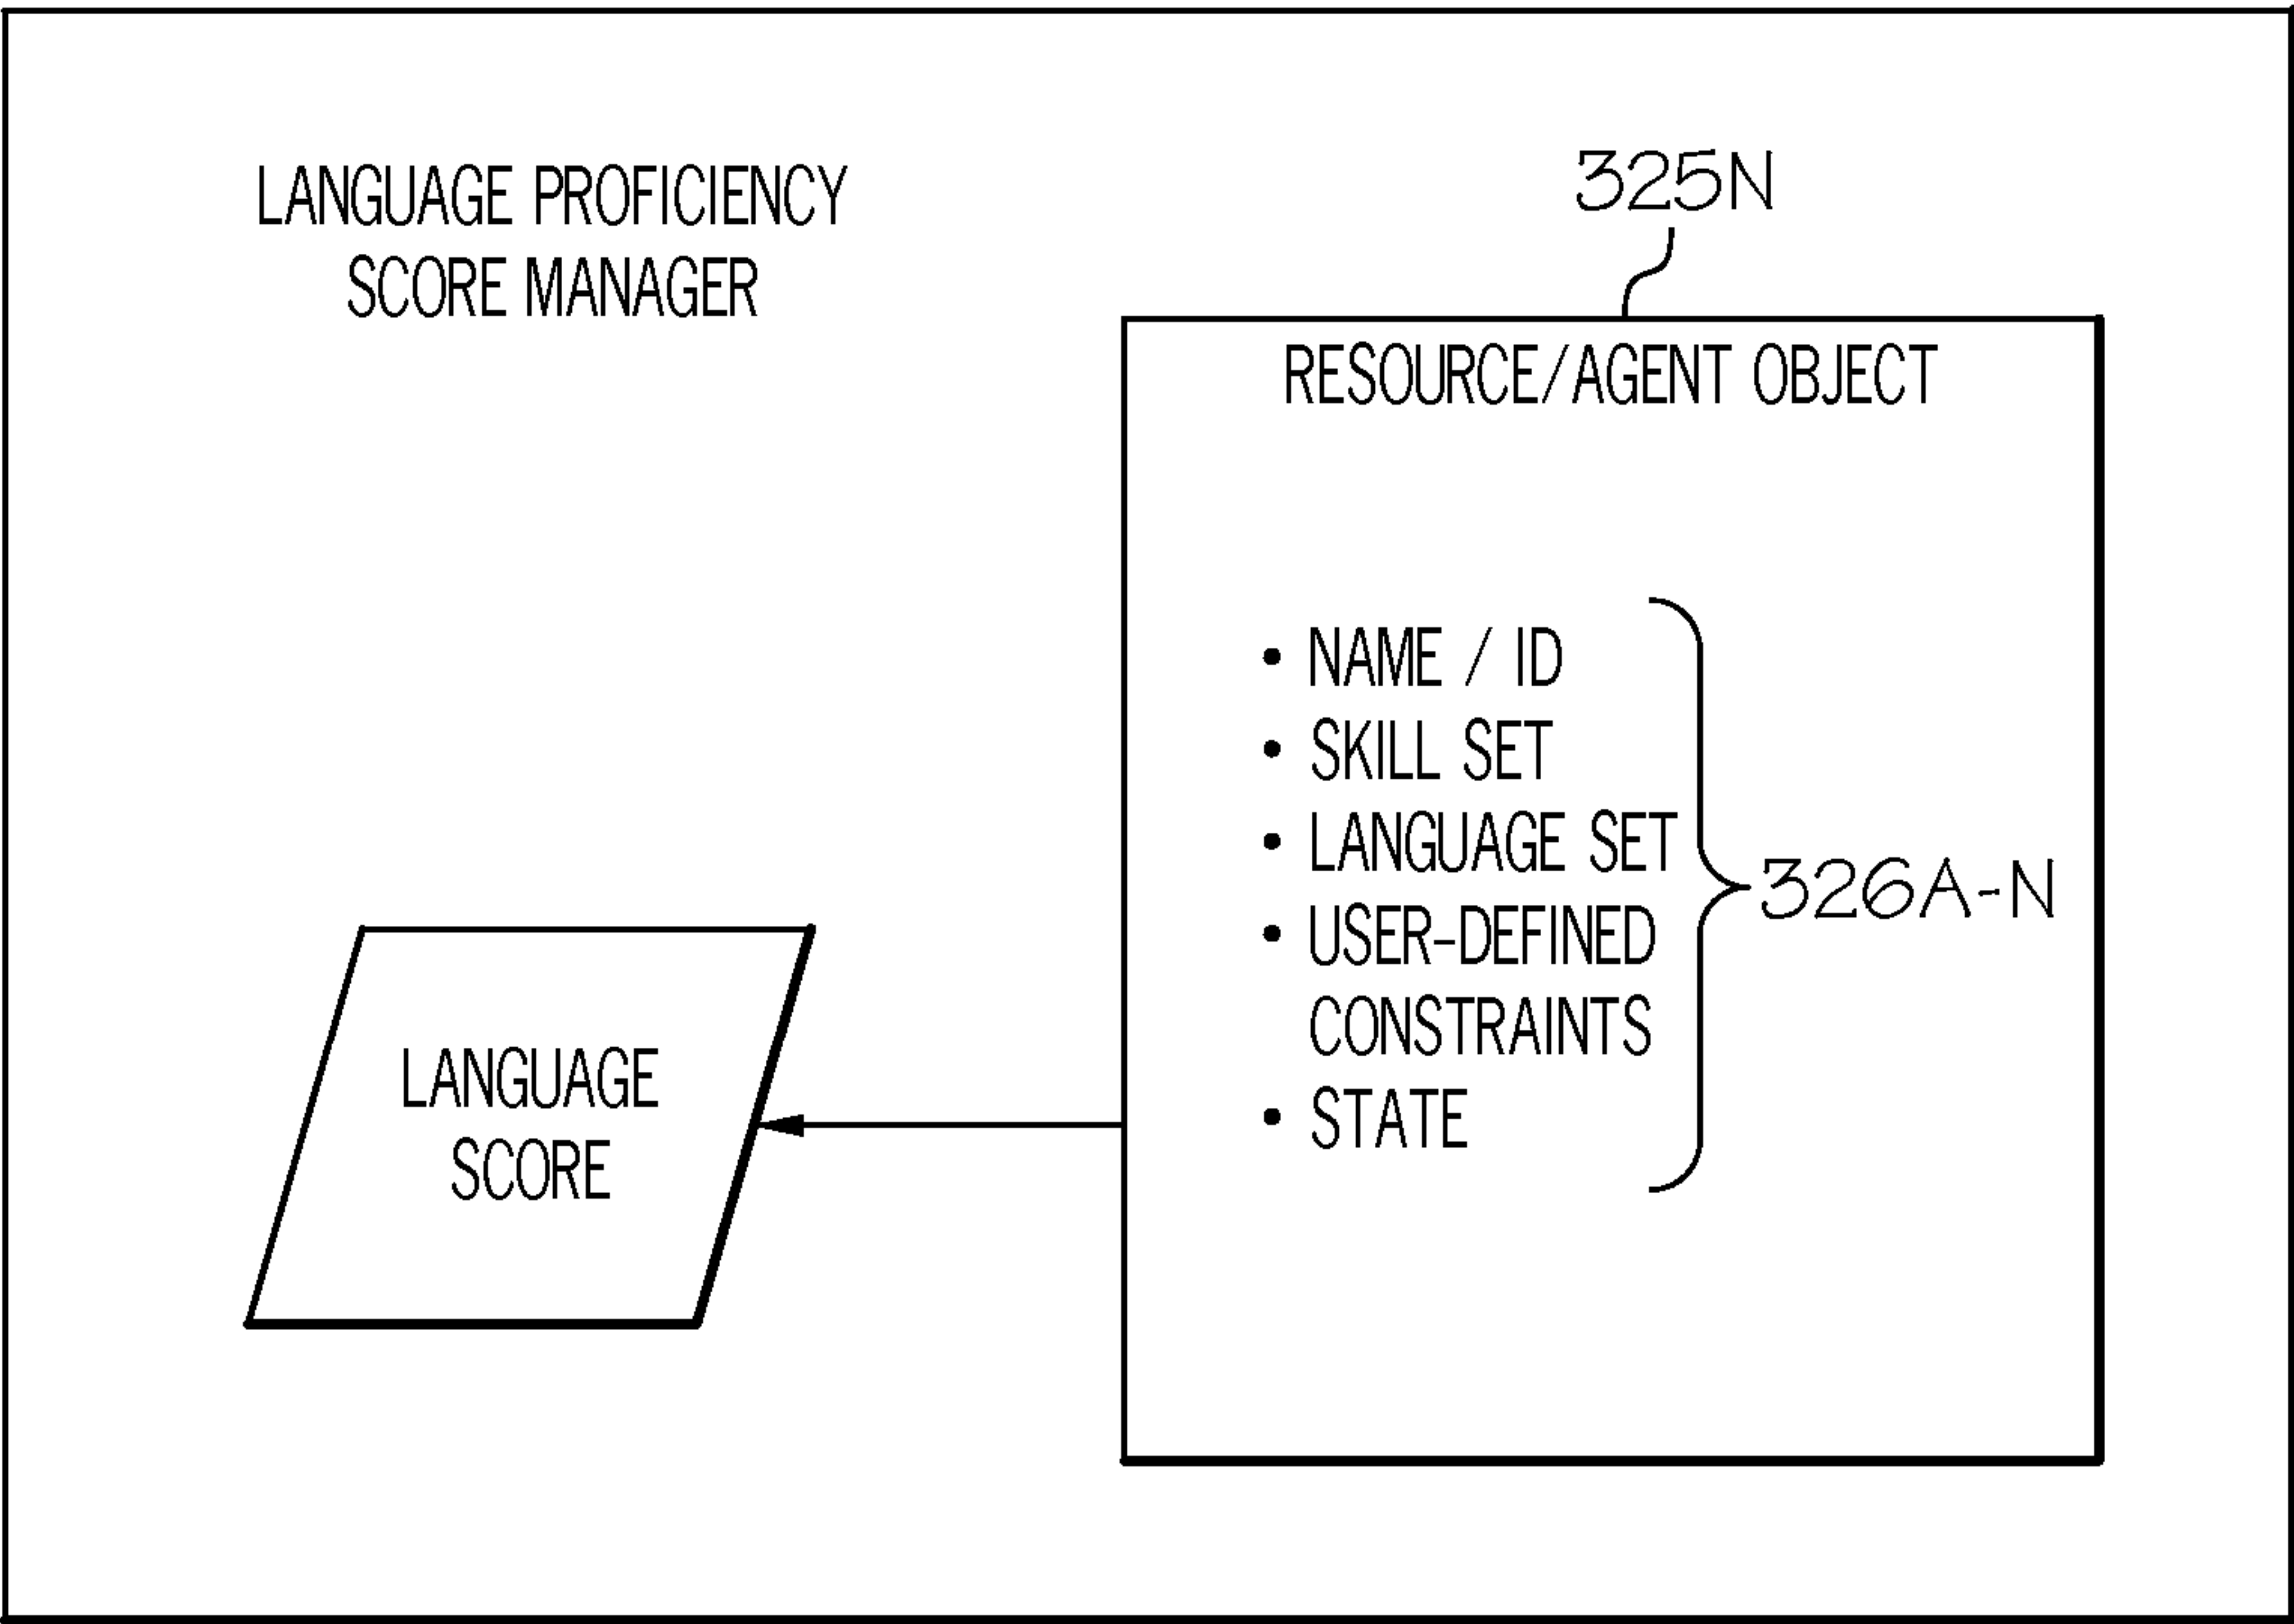 LANGUAGE PROFICIENCY
SCORE MANAGER
325N
RESOURCE/AGENT OBJECT
• NAME / ID
• SKILL SET
• LANGUAGE SET
• USER-DEFINED
CONSTRAINTS
• STATE
326A-N
LANGUAGE
SCORE